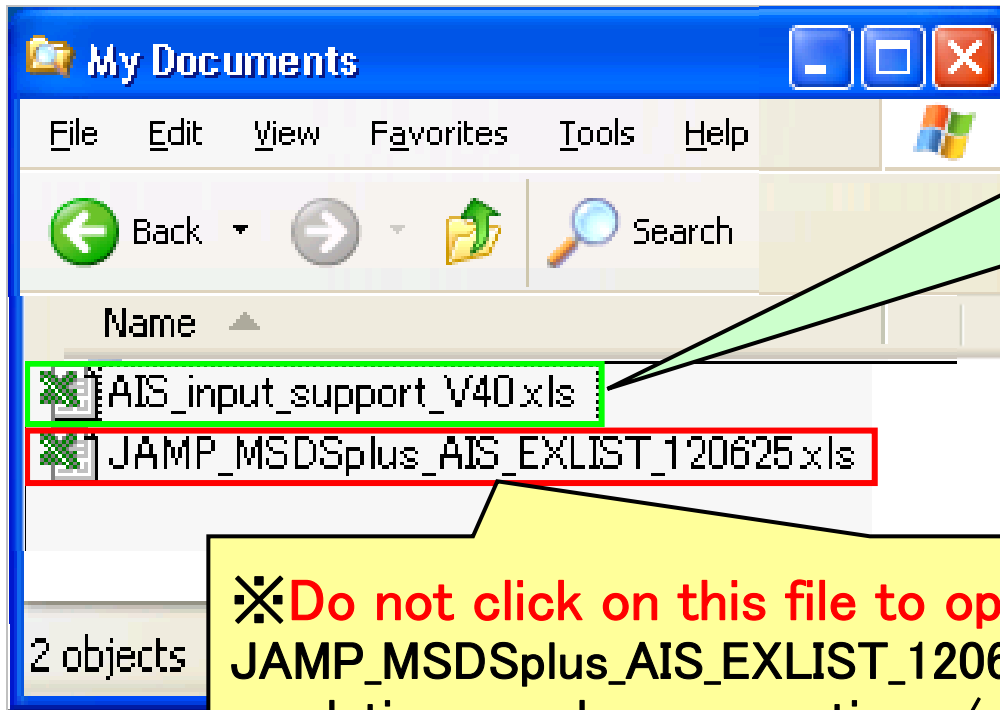 My Documents
File Edit View Favorites Tools Help
Back Search
Name
AIS_input_support_V40.xls
JAMP_MSDSplus_AIS_EXLIST_120625.xls
※Do not click on this file to op
2 objects
JAMP_MSDSplus_AIS_EXLIST_1206